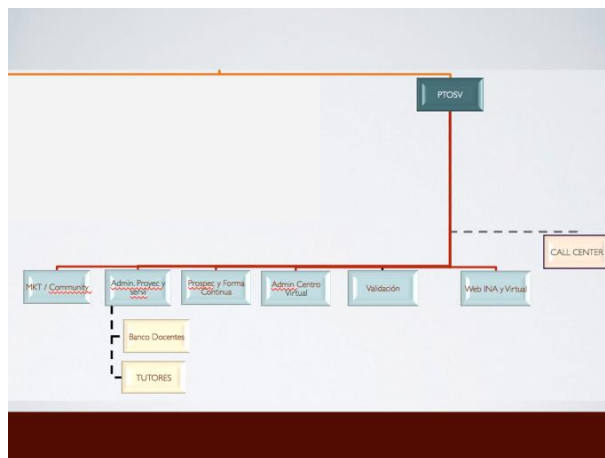 PTOSV
CALL CENTER
MKT / Community
Admin. Proyec y
servi
Prospec y Forma
Continua
Admin Centro
Virtual
Validación
Web INA y Virtual
Banco Docentes
TUTORES